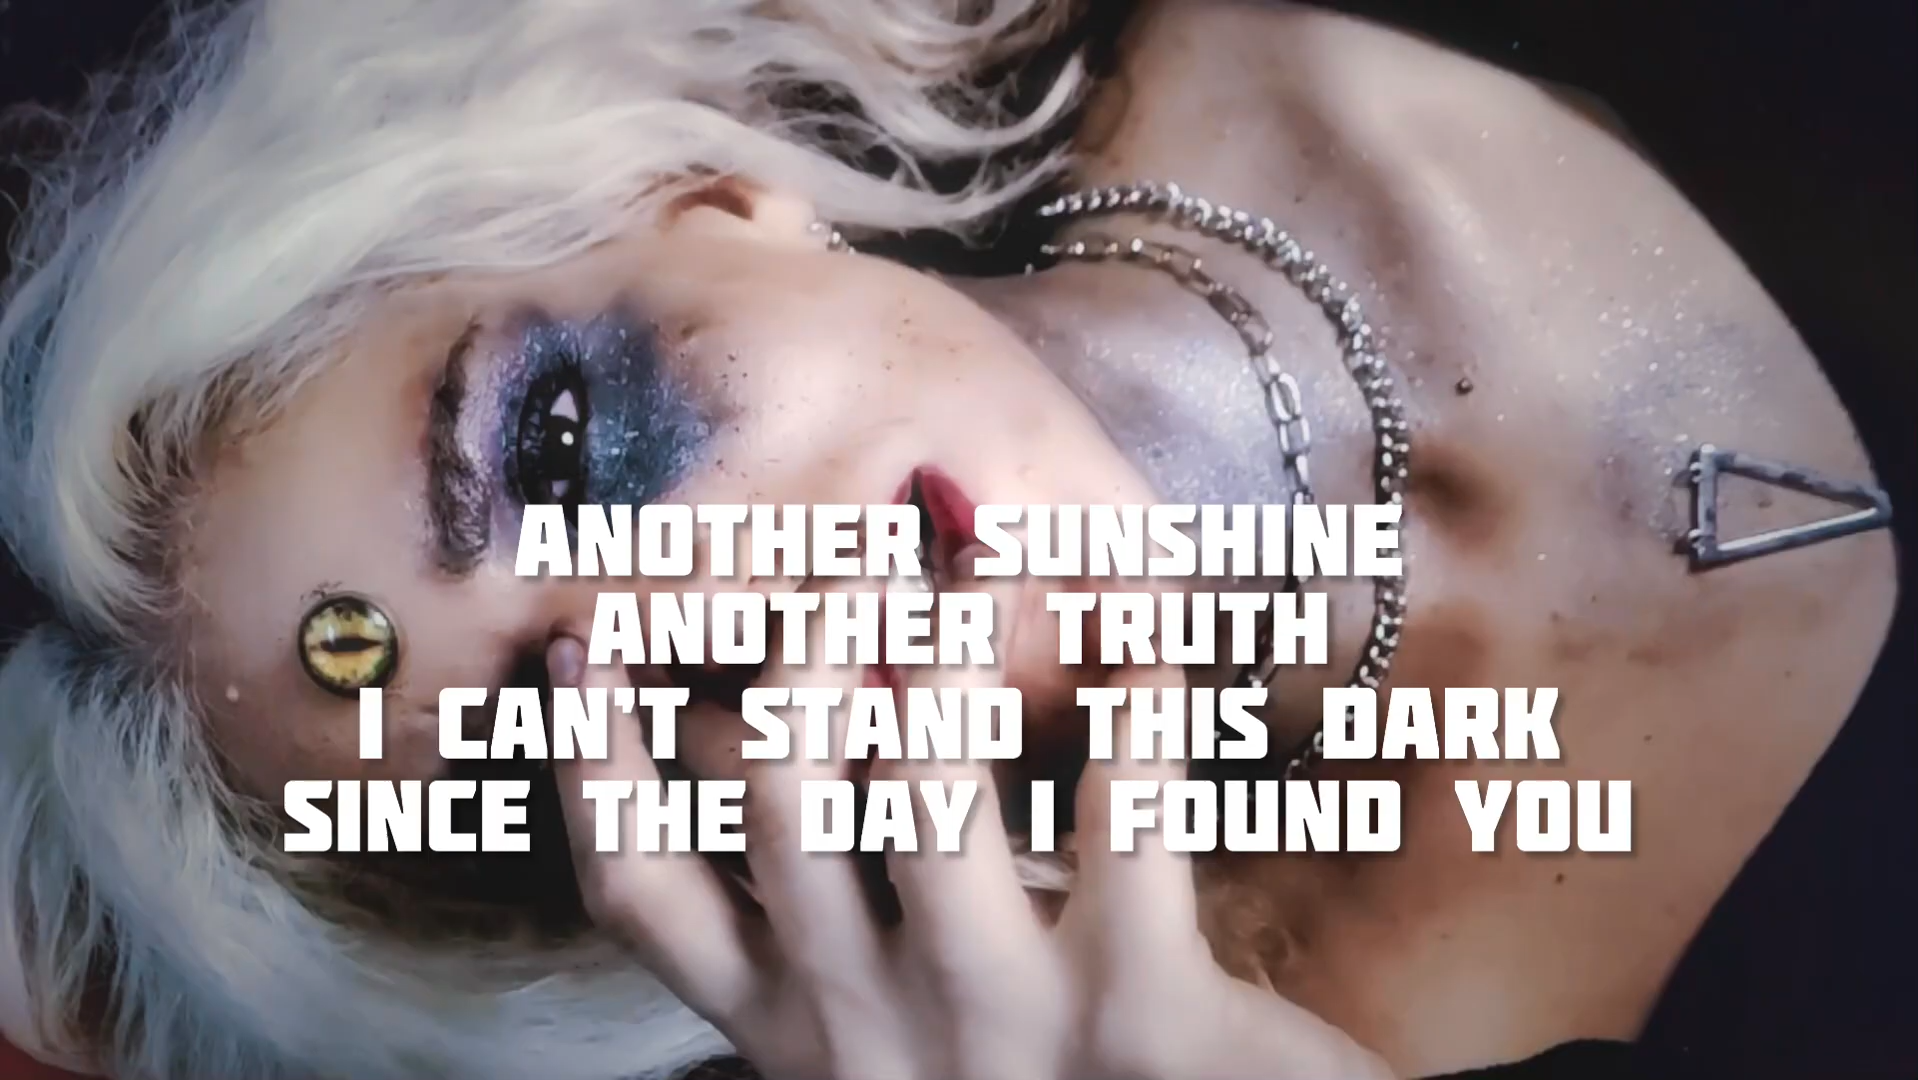 ANOTHER SUNSHINE
ANOTHER TRUTH
I CAN'T STAND THIS DARK
SINCE THE DAY I FOUND YOU